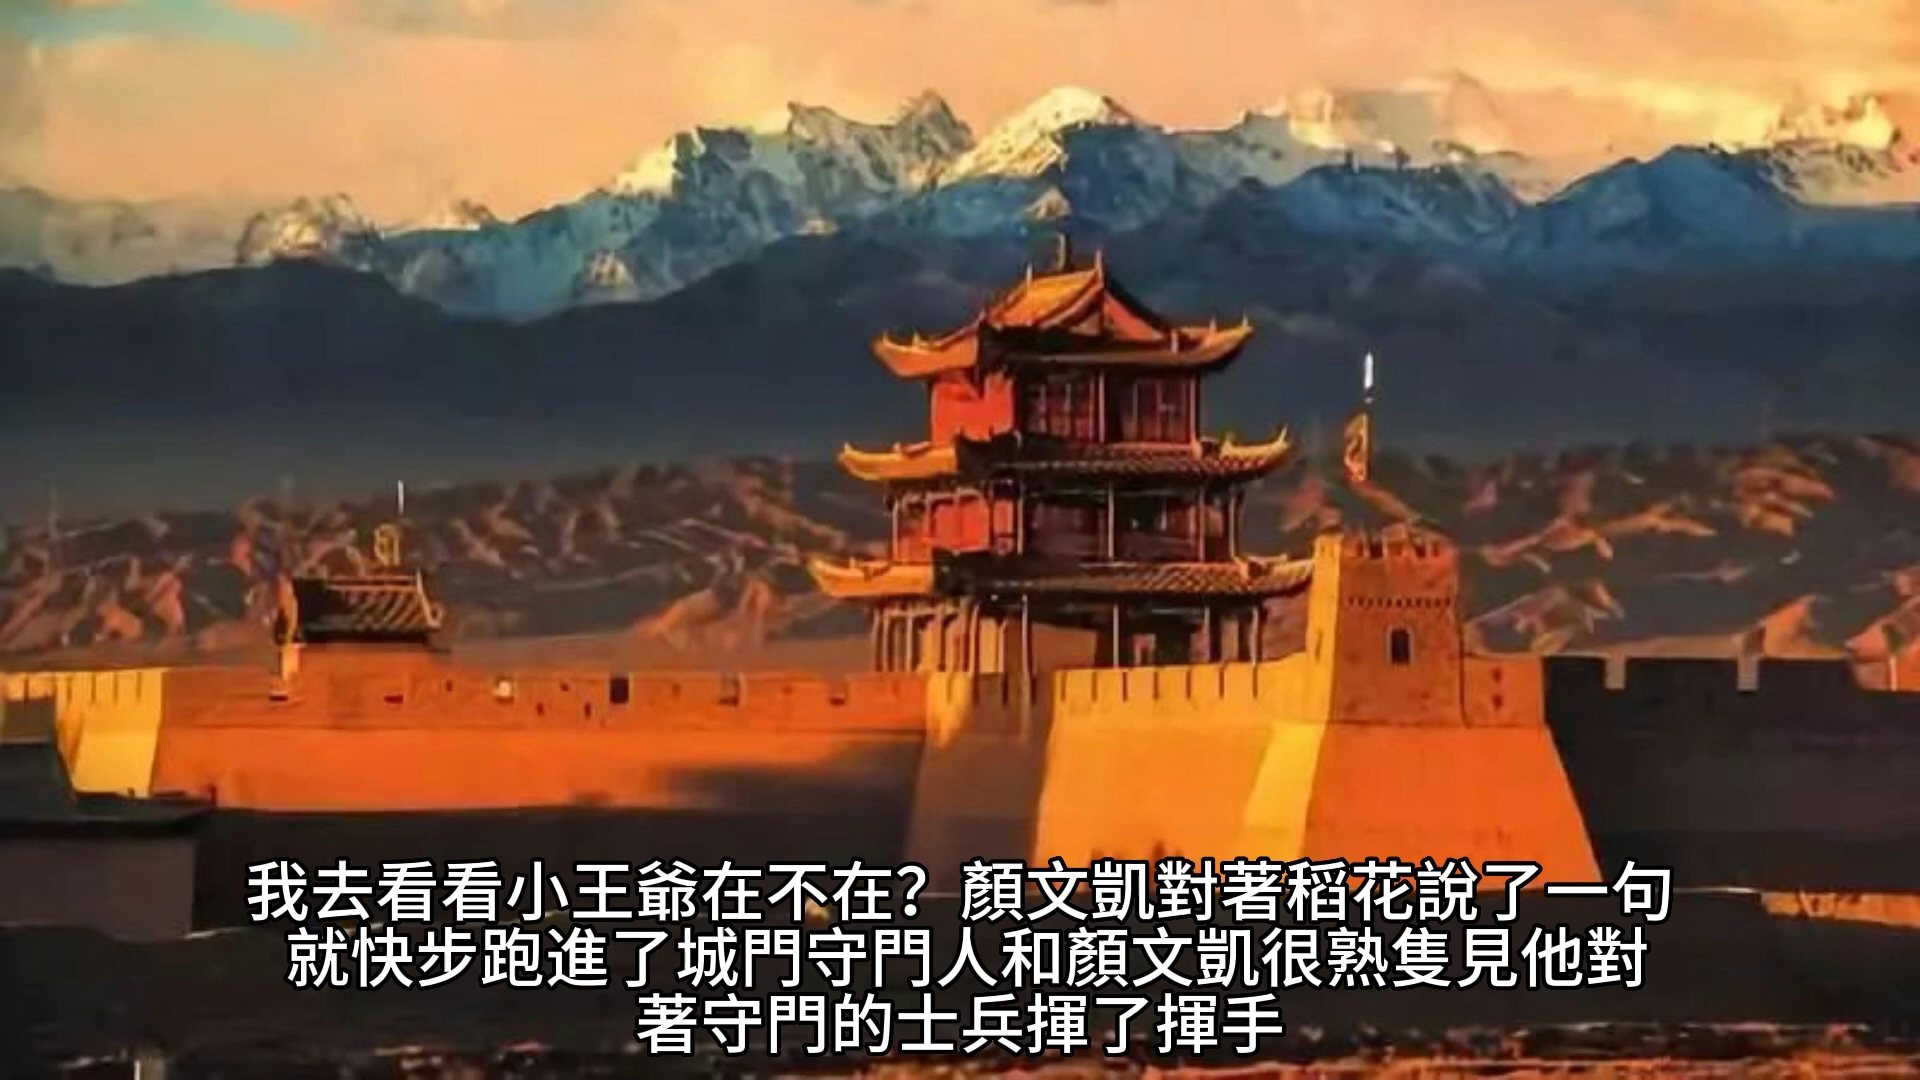 我去看看小王爺在不在？顏文凱對著稻花說了一句
就快步跑進了城門守門人和顏文凱很熟隻見他對
著守門的士兵揮了揮手